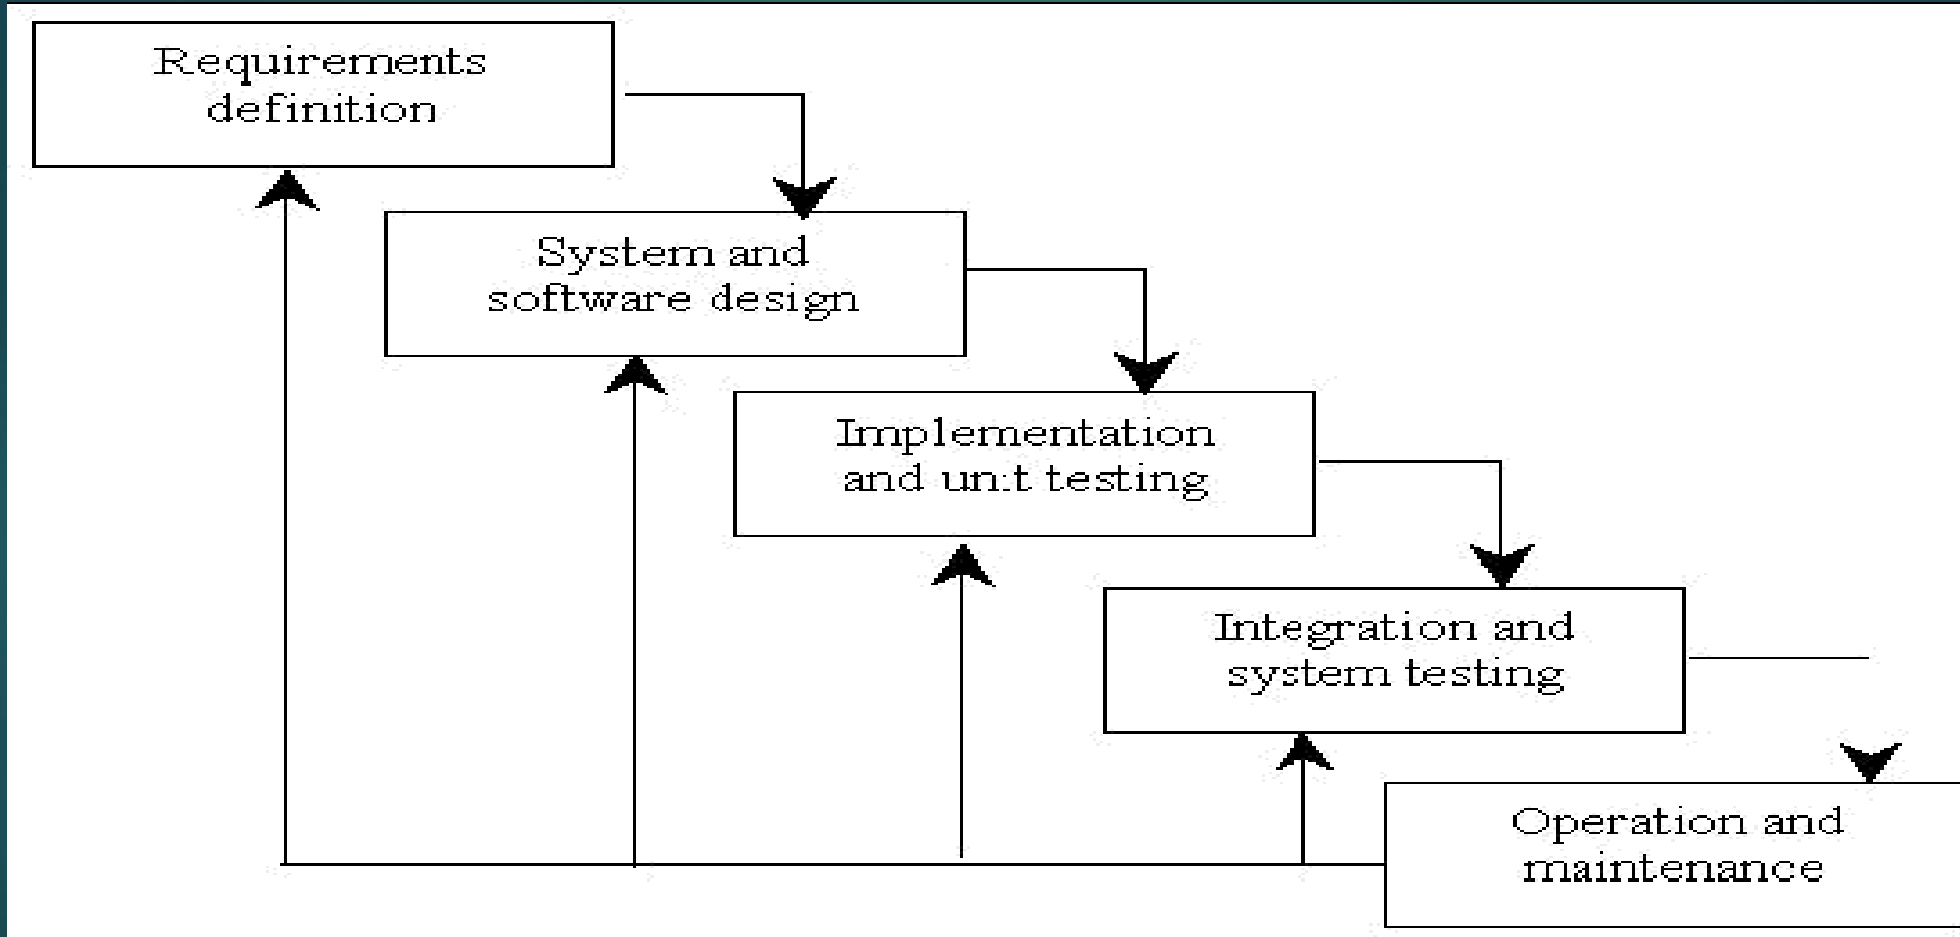 Requirements
definition
System and
software design
Implementation
and unit testing
Integration and
system testing
Operation and
maintenance